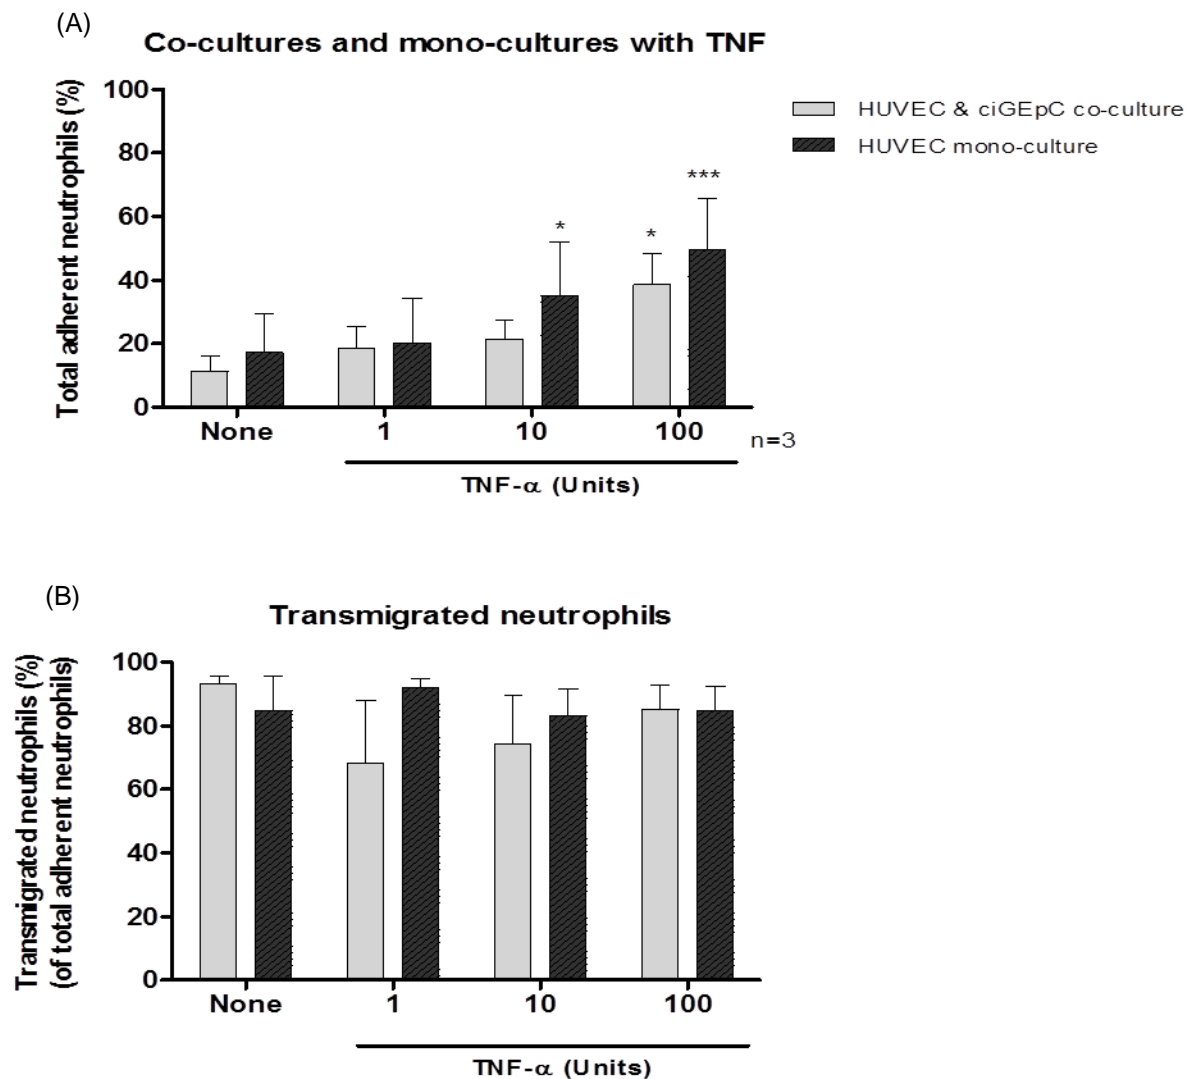 (A)
Co-cultures and mono-cultures with TNF
Total adherent neutrophils (%)
100
80
60
40
20
0
*
*
***
None
1
10
100
n=3
TNF-α (Units)
HUVEC & ciGEpC co-culture
HUVEC mono-culture
(B)
Transmigrated neutrophils
Transmigrated neutrophils (%)
(of total adherent neutrophils)
100
80
60
40
20
0
None
1
10
100
TNF-α (Units)